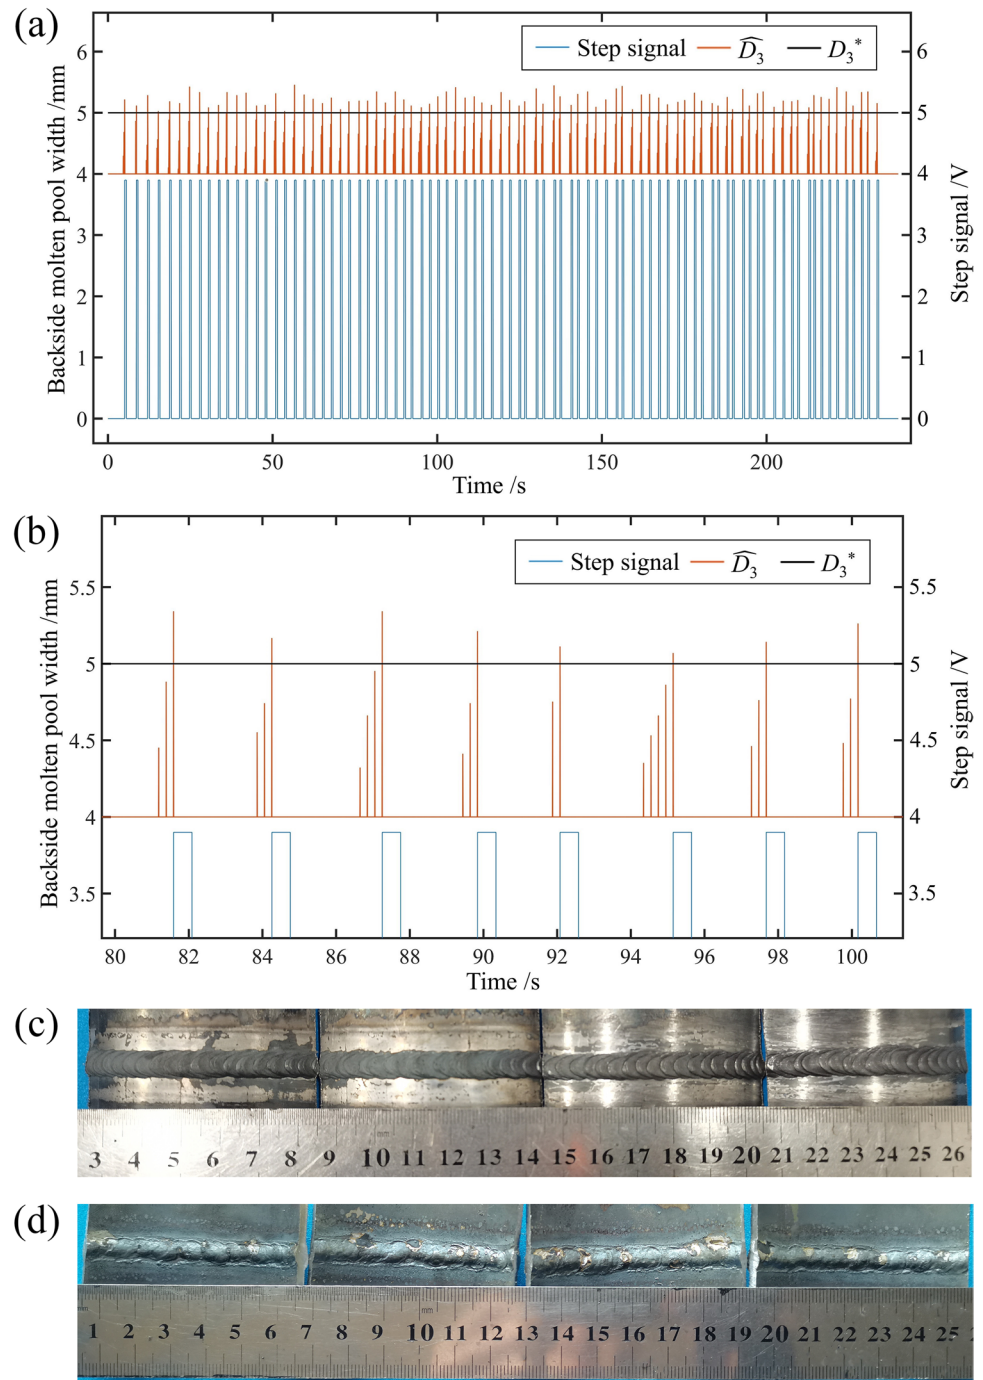 (a)
Step signal D̂₃ D₃*
Backside molten pool width /mm
6
5
4
3
2
1
0
6
5
4
3
2
1
0
Step signal /V
0 50 100 150 200
Time /s
(b)
Step signal D̂₃ D₃*
Backside molten pool width /mm
5.5
5
4.5
4
3.5
5.5
5
4.5
4
3.5
Step signal /V
80 82 84 86 88 90 92 94 96 98 100
Time /s
(c)
mm
3 4 5 6 7 8 9 10 11 12 13 14 15 16 17 18 19 20 21 22 23 24 25 26
(d)
mm mm
1 2 3 4 5 6 7 8 9 10 11 12 13 14 15 16 17 18 19 20 21 22 23 24 25